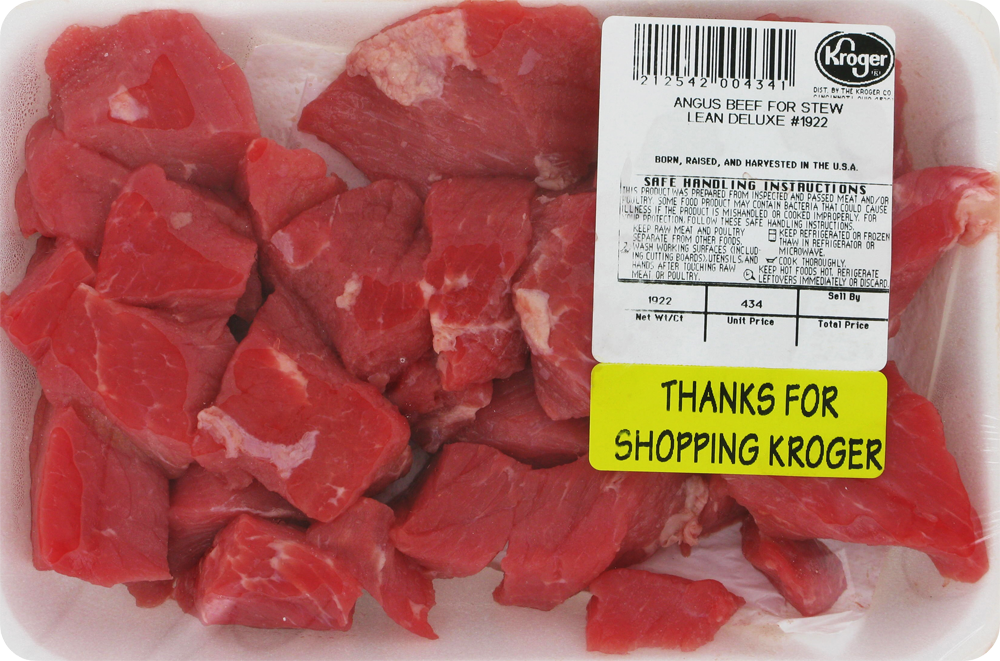 212542 004341
Kroger
DIST. BY THE KROGER CO.
ANGUS BEEF FOR STEW
LEAN DELUXE #1922
BORN, RAISED, AND HARVESTED IN THE U.S.A.
SAFE HANDLING INSTRUCTIONS
THIS PRODUCT WAS PREPARED FROM INSPECTED AND PASSED MEAT AND/OR
POULTRY. SOME FOOD PRODUCT MAY CONTAIN BACTERIA THAT COULD CAUSE
ILLNESS IF THE PRODUCT IS MISHANDLED OR COOKED IMPROPERLY. FOR
YOUR PROTECTION, FOLLOW THESE SAFE HANDLING INSTRUCTIONS.
KEEP RAW MEAT AND POULTRY
SEPARATE FROM OTHER FOODS.
WASH WORKING SURFACES (INCLUD-
ING CUTTING BOARDS), UTENSILS, AND
HANDS AFTER TOUCHING RAW
MEAT OR POULTRY.
KEEP REFRIGERATED OR FROZEN
THAW IN REFRIGERATOR OR
MICROWAVE.
COOK THOROUGHLY.
KEEP HOT FOODS HOT. RERIGERATE
LEFTOVERS IMMEDIATELY OR DISCARD.
1922 434 Sell By
Net Wt/Ct Unit Price Total Price
THANKS FOR
SHOPPING KROGER